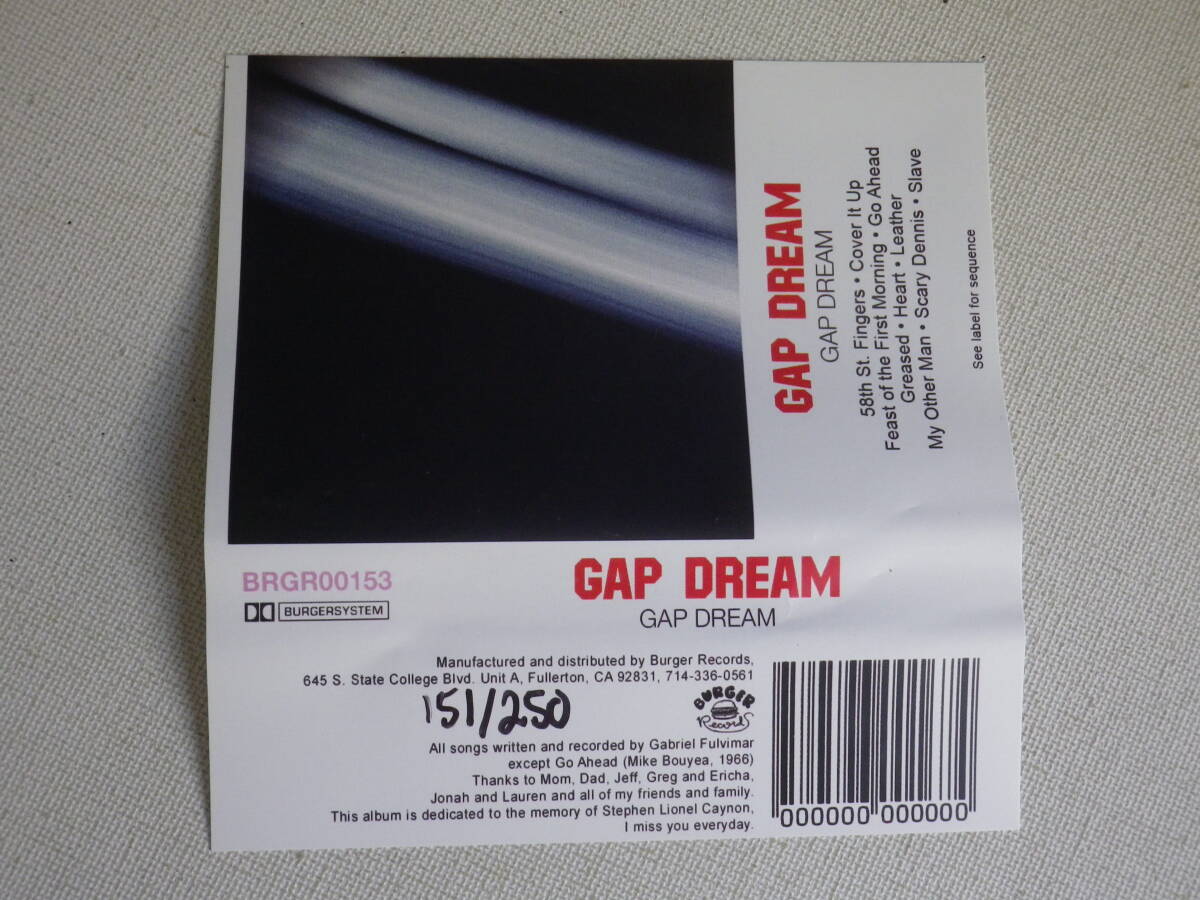 GAP DREAM
GAP DREAM
58th St. Fingers • Cover It Up
Feast of the First Morning • Go Ahead
Greased • Heart • Leather
My Other Man • Scary Dennis • Slave
See label for sequence
BRGR00153
BURGERSYSTEM
GAP DREAM
GAP DREAM
Manufactured and distributed by Burger Records,
645 S. State College Blvd. Unit A, Fullerton, CA 92831, 714-336-0561
151/250
BURGER
Records
All songs written and recorded by Gabriel Fulvimar
except Go Ahead (Mike Bouyea, 1966)
Thanks to Mom, Dad, Jeff, Greg and Ericha,
Jonah and Lauren and all of my friends and family.
This album is dedicated to the memory of Stephen Lionel Caynon,
I miss you everyday.
000000 000000